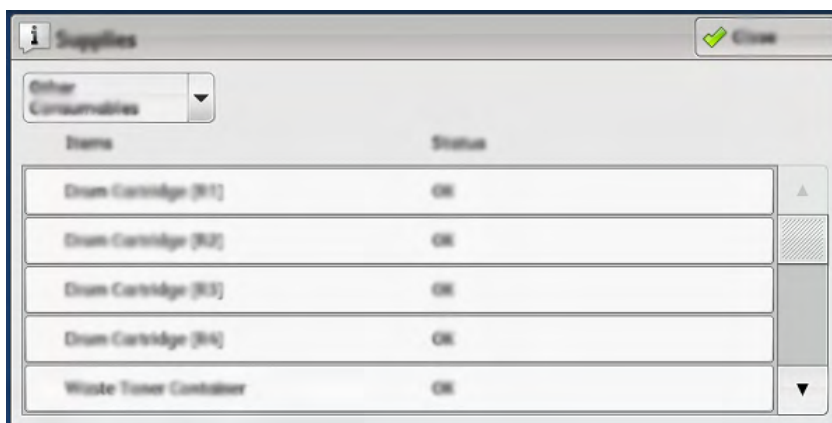 Supplies
Close
Other
Consumables
Items Status
Drum Cartridge [R1] OK
Drum Cartridge [R2] OK
Drum Cartridge [R3] OK
Drum Cartridge [R4] OK
Waste Toner Container OK